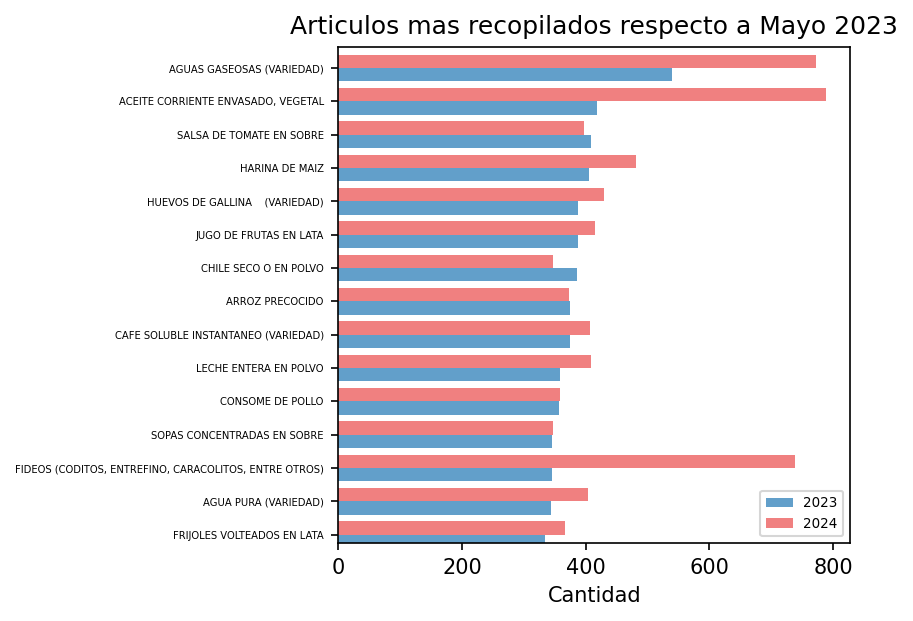 Articulos mas recopilados respecto a Mayo 2023
AGUAS GASEOSAS (VARIEDAD)
ACEITE CORRIENTE ENVASADO, VEGETAL
SALSA DE TOMATE EN SOBRE
HARINA DE MAIZ
HUEVOS DE GALLINA    (VARIEDAD)
JUGO DE FRUTAS EN LATA
CHILE SECO O EN POLVO
ARROZ PRECOCIDO
CAFE SOLUBLE INSTANTANEO (VARIEDAD)
LECHE ENTERA EN POLVO
CONSOME DE POLLO
SOPAS CONCENTRADAS EN SOBRE
FIDEOS (CODITOS, ENTREFINO, CARACOLITOS, ENTRE OTROS)
AGUA PURA (VARIEDAD)
FRIJOLES VOLTEADOS EN LATA
2023
2024
0 200 400 600 800
Cantidad